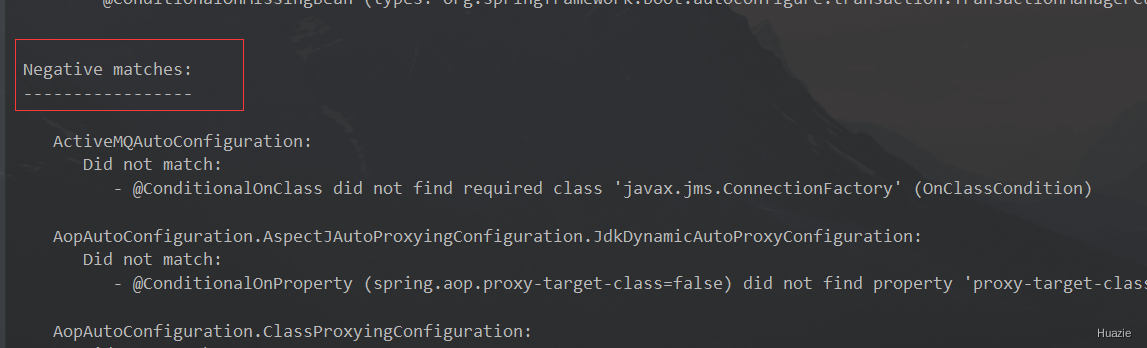 @ConditionalOnMissingBean (types: org.springframework.boot.autoconfigure.transaction.TransactionManagerCu
Negative matches:
-----------------
ActiveMQAutoConfiguration:
Did not match:
- @ConditionalOnClass did not find required class 'javax.jms.ConnectionFactory' (OnClassCondition)
AopAutoConfiguration.AspectJAutoProxyingConfiguration.JdkDynamicAutoProxyConfiguration:
Did not match:
- @ConditionalOnProperty (spring.aop.proxy-target-class=false) did not find property 'proxy-target-class
AopAutoConfiguration.ClassProxyingConfiguration:
Huazie